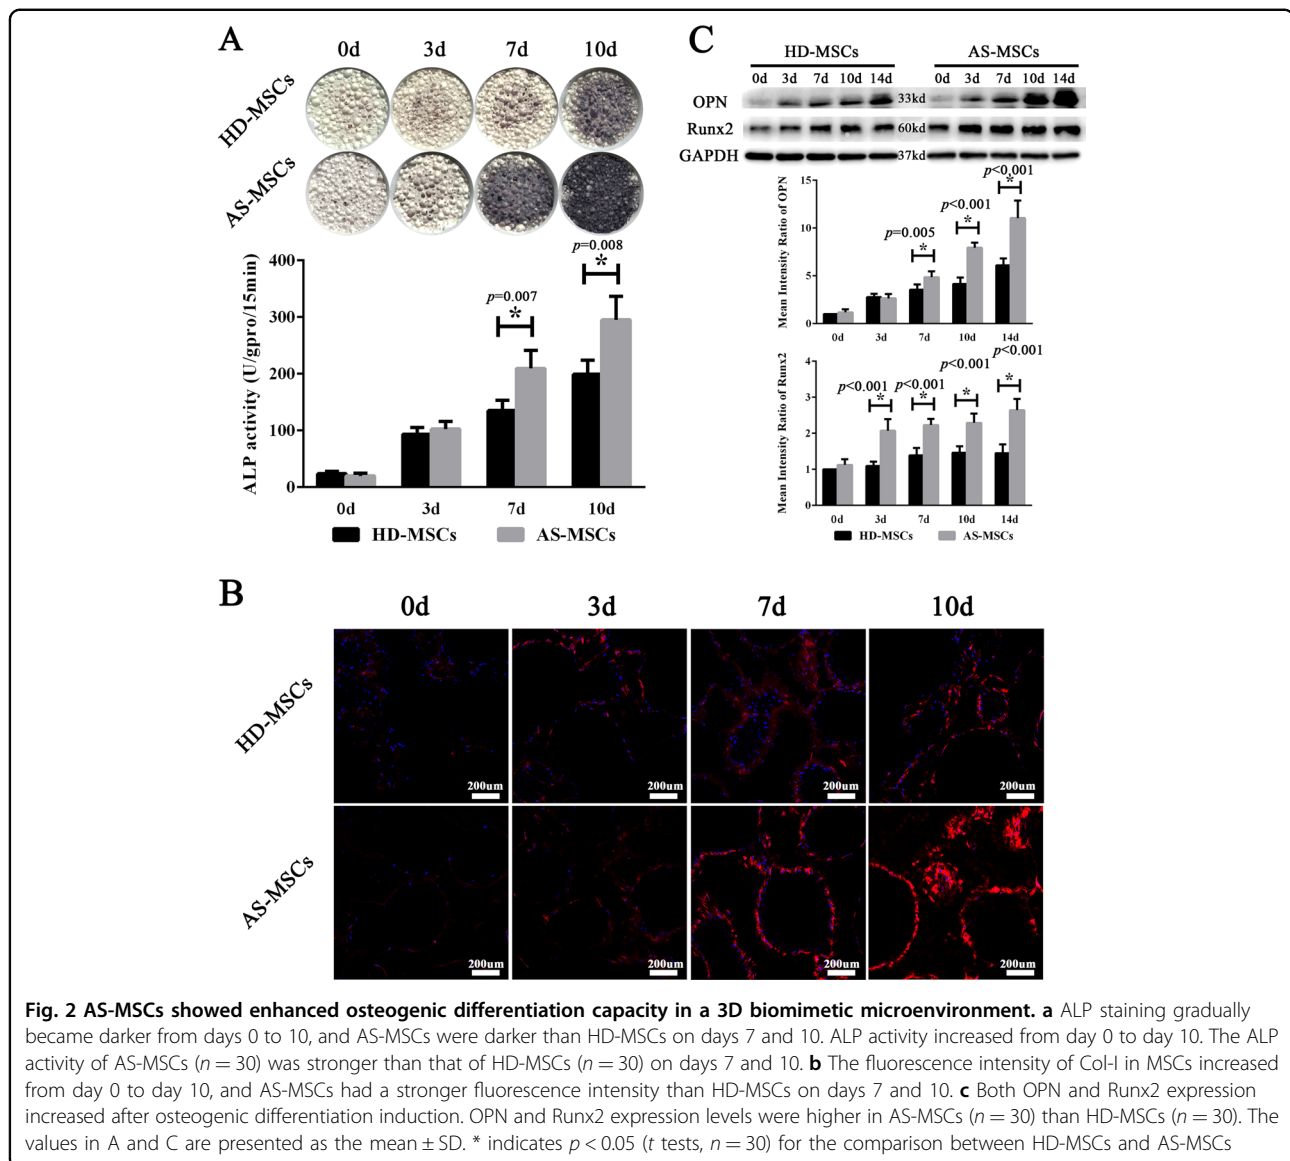 A
0d 3d 7d 10d
HD-MSCs
AS-MSCs
ALP activity (U/gpro/15min)
400
300
200
100
0
p=0.007
*
p=0.008
*
0d 3d 7d 10d
HD-MSCs AS-MSCs
C
HD-MSCs AS-MSCs
0d 3d 7d 10d 14d 0d 3d 7d 10d 14d
OPN 33kd
Runx2 60kd
GAPDH 37kd
Mean Intensity Ratio of OPN
15
10
5
0
p=0.005
*
p<0.001
*
p<0.001
*
0d 3d 7d 10d 14d
Mean Intensity Ratio of Runx2
4
3
2
1
0
p<0.001
*
p<0.001
*
p<0.001
*
p<0.001
*
0d 3d 7d 10d 14d
HD-MSCs AS-MSCs
B
0d 3d 7d 10d
HD-MSCs
200um 200um 200um 200um
AS-MSCs
200um 200um 200um 200um
Fig. 2 AS-MSCs showed enhanced osteogenic differentiation capacity in a 3D biomimetic microenvironment. a ALP staining gradually
became darker from days 0 to 10, and AS-MSCs were darker than HD-MSCs on days 7 and 10. ALP activity increased from day 0 to day 10. The ALP
activity of AS-MSCs (n = 30) was stronger than that of HD-MSCs (n = 30) on days 7 and 10. b The fluorescence intensity of Col-I in MSCs increased
from day 0 to day 10, and AS-MSCs had a stronger fluorescence intensity than HD-MSCs on days 7 and 10. c Both OPN and Runx2 expression
increased after osteogenic differentiation induction. OPN and Runx2 expression levels were higher in AS-MSCs (n = 30) than HD-MSCs (n = 30). The
values in A and C are presented as the mean ± SD. * indicates p < 0.05 (t tests, n = 30) for the comparison between HD-MSCs and AS-MSCs